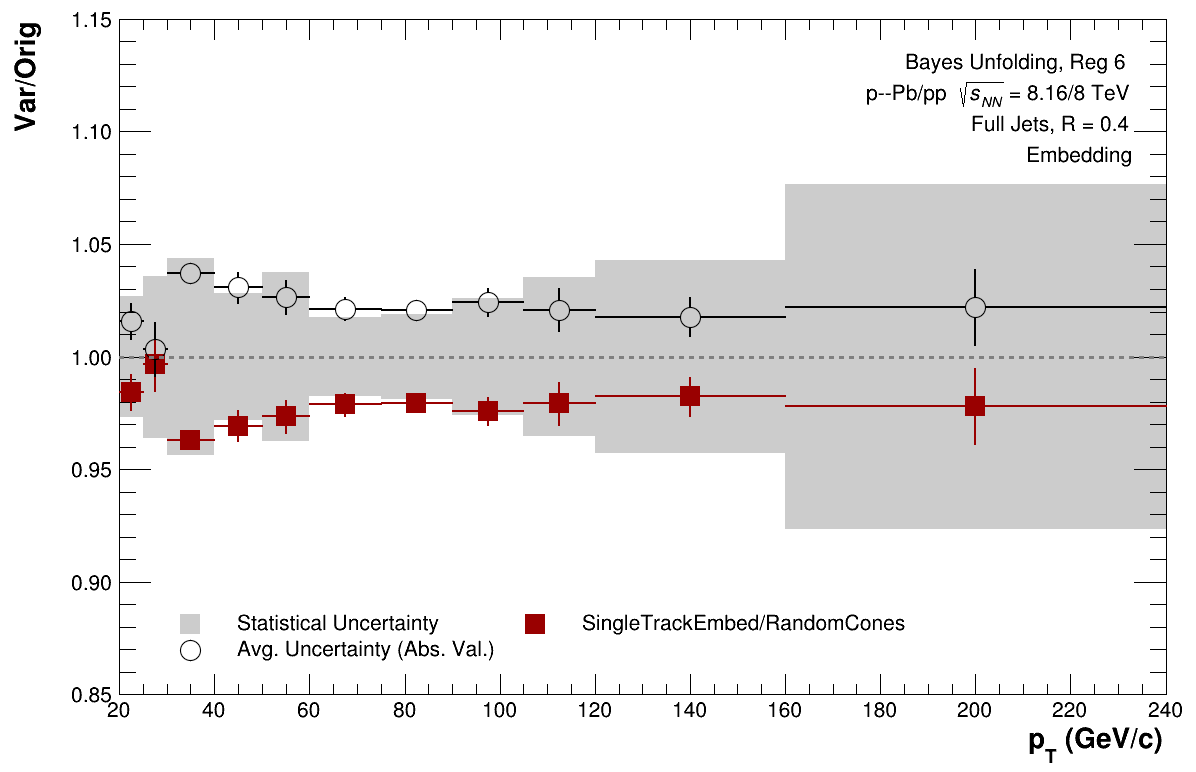 Var/Orig
1.15
1.10
1.05
1.00
0.95
0.90
0.85
Bayes Unfolding, Reg 6
p--Pb/pp √s_NN = 8.16/8 TeV
Full Jets, R = 0.4
Embedding
Statistical Uncertainty
SingleTrackEmbed/RandomCones
Avg. Uncertainty (Abs. Val.)
20 40 60 80 100 120 140 160 180 200 220 240
p_T (GeV/c)